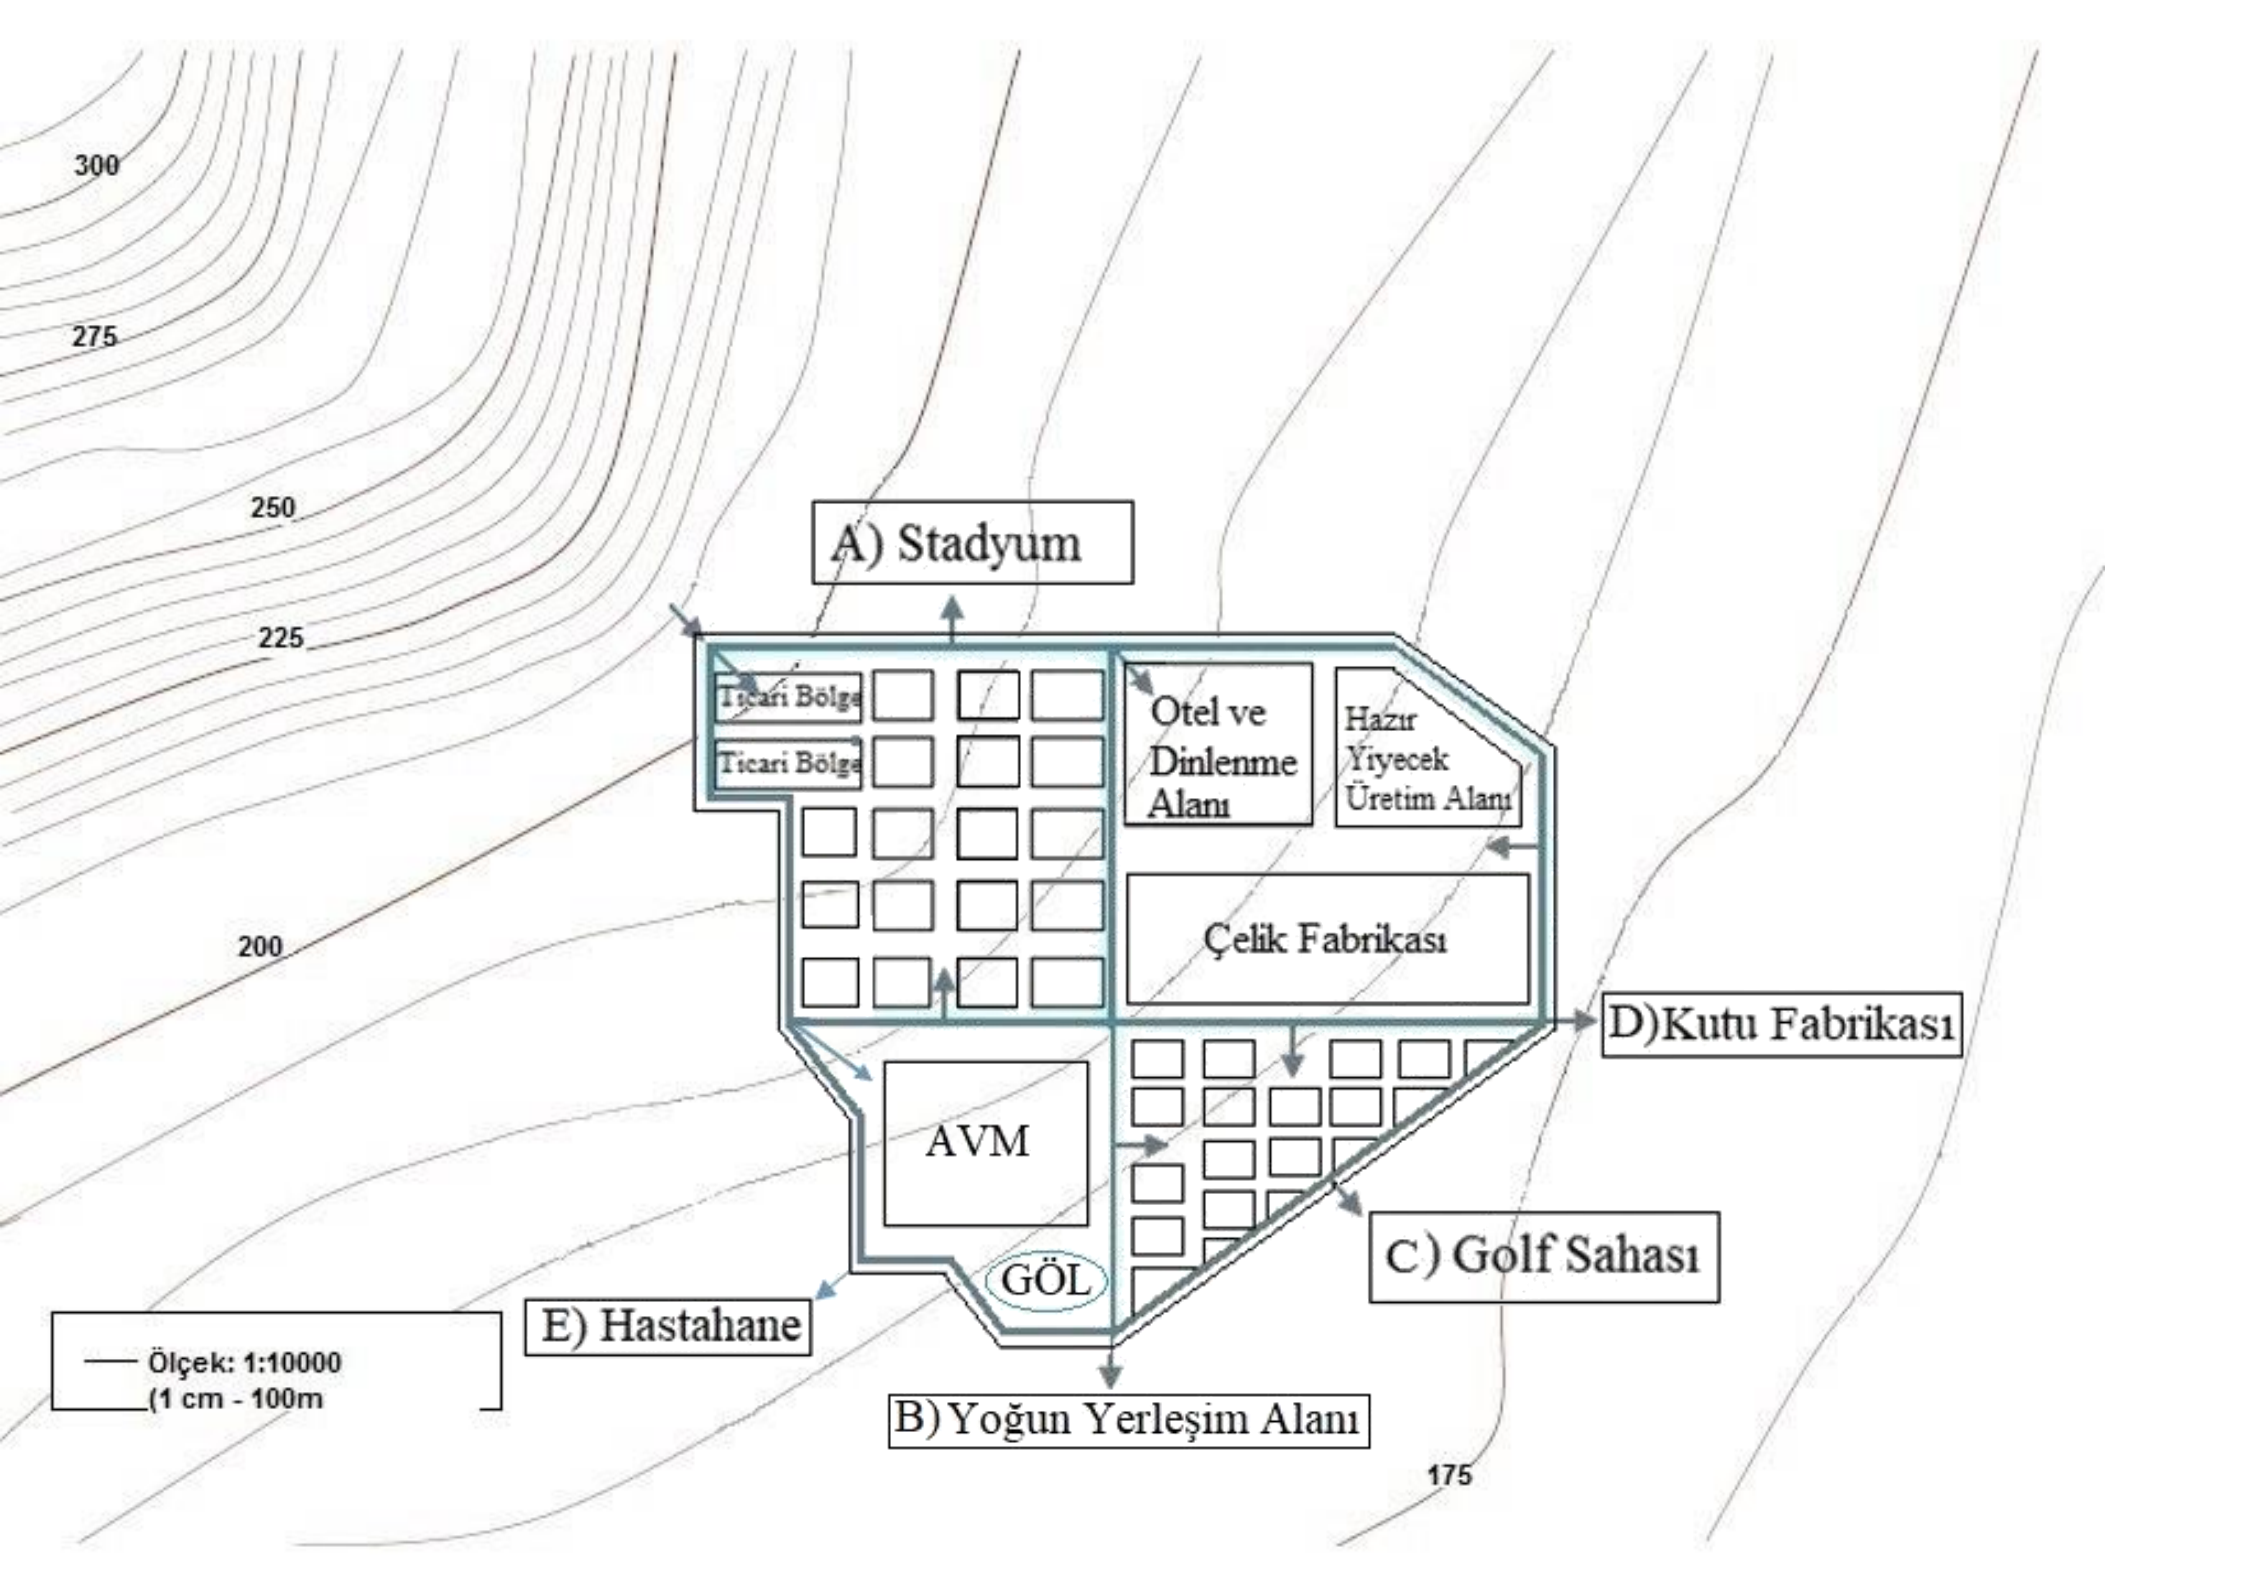 300
275
250
225
200
175
A) Stadyum
Ticari Bölge
Ticari Bölge
Otel ve
Dinlenme
Alanı
Hazır
Yiyecek
Üretim Alanı
Çelik Fabrikası
D)Kutu Fabrikası
AVM
GÖL
C) Golf Sahası
E) Hastahane
B)Yoğun Yerleşim Alanı
Ölçek: 1:10000
(1 cm - 100m